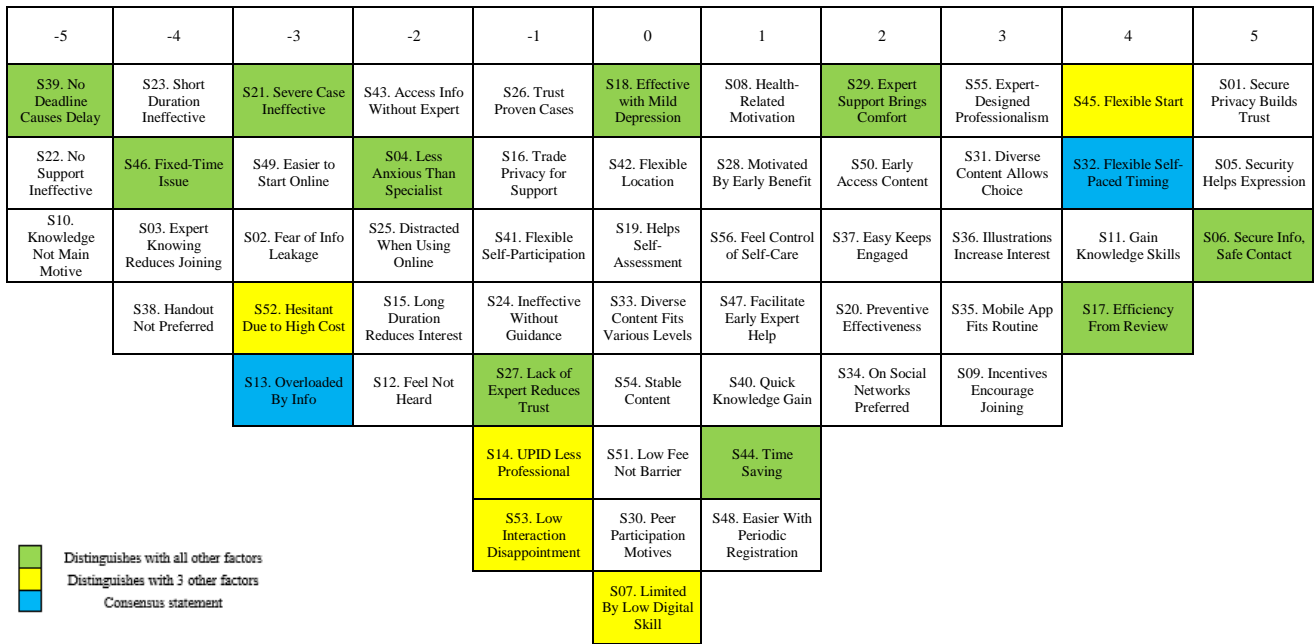 -5 -4 -3 -2 -1 0 1 2 3 4 5
S39. No Deadline Causes Delay
S23. Short Duration Ineffective
S21. Severe Case Ineffective
S43. Access Info Without Expert
S26. Trust Proven Cases
S18. Effective with Mild Depression
S08. Health-Related Motivation
S29. Expert Support Brings Comfort
S55. Expert-Designed Professionalism
S45. Flexible Start
S01. Secure Privacy Builds Trust
S22. No Support Ineffective
S46. Fixed-Time Issue
S49. Easier to Start Online
S04. Less Anxious Than Specialist
S16. Trade Privacy for Support
S42. Flexible Location
S28. Motivated By Early Benefit
S50. Early Access Content
S31. Diverse Content Allows Choice
S32. Flexible Self-Paced Timing
S05. Security Helps Expression
S10. Knowledge Not Main Motive
S03. Expert Knowing Reduces Joining
S02. Fear of Info Leakage
S25. Distracted When Using Online
S41. Flexible Self-Participation
S19. Helps Self-Assessment
S56. Feel Control of Self-Care
S37. Easy Keeps Engaged
S36. Illustrations Increase Interest
S11. Gain Knowledge Skills
S06. Secure Info, Safe Contact
S38. Handout Not Preferred
S52. Hesitant Due to High Cost
S15. Long Duration Reduces Interest
S24. Ineffective Without Guidance
S33. Diverse Content Fits Various Levels
S47. Facilitate Early Expert Help
S20. Preventive Effectiveness
S35. Mobile App Fits Routine
S17. Efficiency From Review
S13. Overloaded By Info
S12. Feel Not Heard
S27. Lack of Expert Reduces Trust
S54. Stable Content
S40. Quick Knowledge Gain
S34. On Social Networks Preferred
S09. Incentives Encourage Joining
S14. UPID Less Professional
S51. Low Fee Not Barrier
S44. Time Saving
S53. Low Interaction Disappointment
S30. Peer Participation Motives
S48. Easier With Periodic Registration
S07. Limited By Low Digital Skill
Distinguishes with all other factors
Distinguishes with 3 other factors
Consensus statement